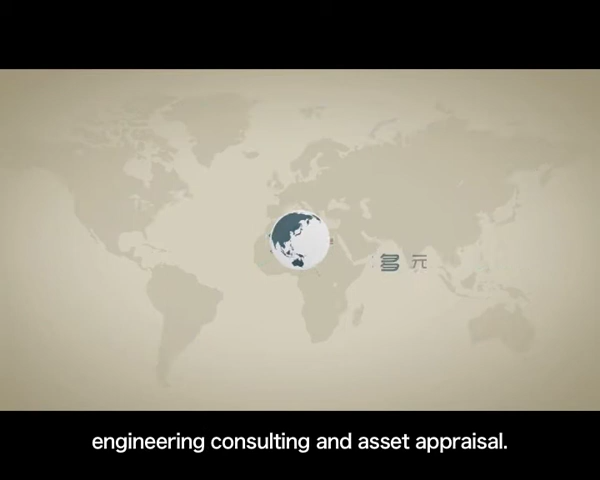 多元
engineering consulting and asset appraisal.